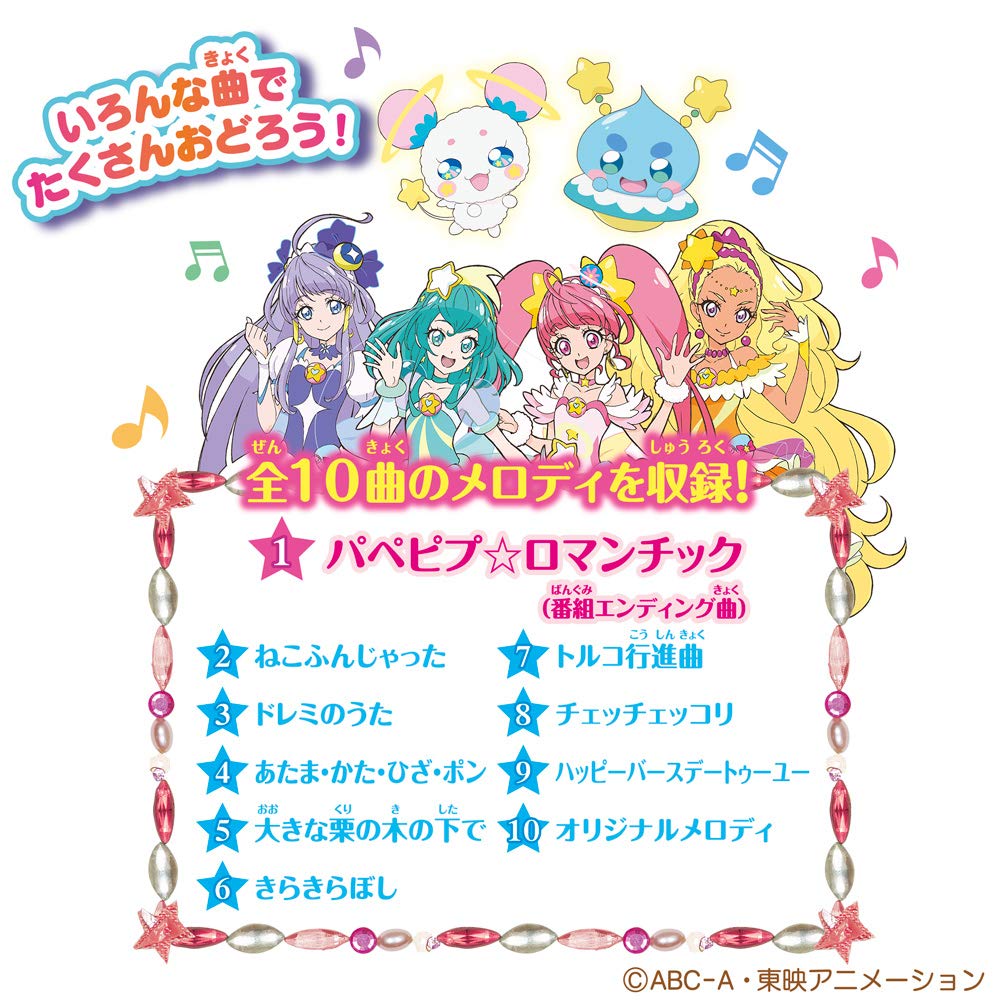 いろんな曲で
きょく
たくさんおどろう！
ぜん きょく しゅうろく
全10曲のメロディを収録！
1 パペピプ☆ロマンチック
ばんぐみ きょく
(番組エンディング曲)
2 ねこふんじゃった
3 ドレミのうた
4 あたま・かた・ひざ・ポン
おお くり き した
5 大きな栗の木の下で
6 きらきらぼし
こうしんきょく
7 トルコ行進曲
8 チェッチェッコリ
9 ハッピーバースデートゥーユー
10 オリジナルメロディ
©ABC-A・東映アニメーション